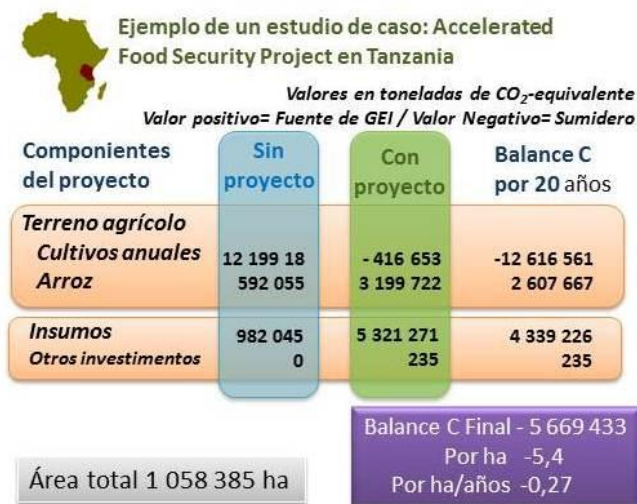 Ejemplo de un estudio de caso: Accelerated
Food Security Project en Tanzania
Valores en toneladas de CO₂-equivalente
Valor positivo= Fuente de GEI / Valor Negativo= Sumidero
Componientes del proyecto Sin proyecto Con proyecto Balance C por 20 años
Terreno agrícolo
Cultivos anuales 12 199 18 - 416 653 -12 616 561
Arroz 592 055 3 199 722 2 607 667
Insumos 982 045 5 321 271 4 339 226
Otros investimentos 0 235 235
Balance C Final - 5 669 433
Por ha -5,4
Por ha/años -0,27
Área total 1 058 385 ha